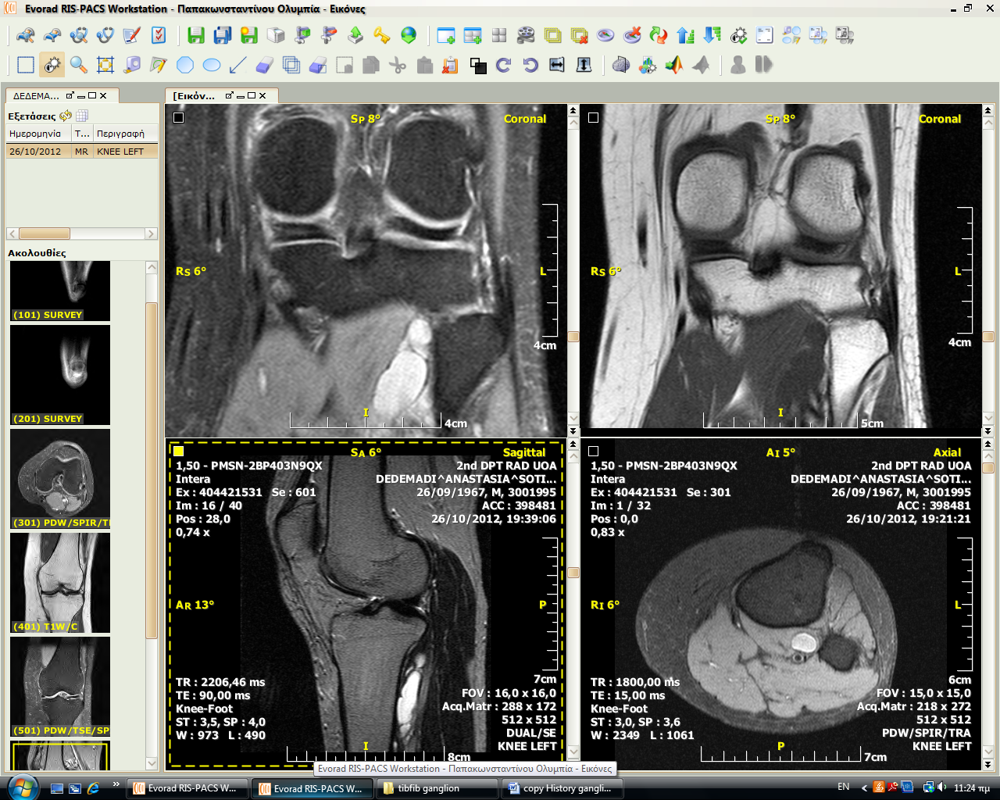 Evorad RIS-PACS Workstation - Παπακωνσταντίνου Ολυμπία - Εικόνες
ΔΕΔΕΜΑ...
[Εικόν...
Εξετάσεις
Ημερομηνία
Τ...
Περιγραφή
26/10/2012
MR
KNEE LEFT
Ακολουθίες
(101) SURVEY
(201) SURVEY
(301) PDW/SPIR/T
(401) T1W/C
(501) PDW/TSE/SP
SP 8°
Coronal
RS 6°
L
4cm
I
4cm
SP 8°
Coronal
RS 6°
L
4cm
I
5cm
SA 6°
Sagittal
1,50 - PMSN-2BP403N9QX
2nd DPT RAD UOA
Intera
DEDEMADI^ANASTASIA^SOTI...
Ex : 404421531 Se : 601
26/09/1967, M, 3001995
Im : 16 / 40
ACC : 398481
Pos : 28,0
26/10/2012, 19:39:06
0,74 x
AR 13°
P
7cm
TR : 2206,46 ms
FOV : 16,0 x 16,0
TE : 90,00 ms
Acq.Matr : 288 x 172
Knee-Foot
512 x 512
ST : 3,5, SP : 4,0
DUAL/SE
W : 973 L : 490
KNEE LEFT
I
8cm
AI 5°
Axial
1,50 - PMSN-2BP403N9QX
2nd DPT RAD UOA
Intera
DEDEMADI^ANASTASIA^SOTI...
Ex : 404421531 Se : 301
26/09/1967, M, 3001995
Im : 1 / 32
ACC : 398481
Pos : 0,0
26/10/2012, 19:21:21
0,83 x
RI 6°
L
6cm
TR : 1800,00 ms
FOV : 15,0 x 15,0
TE : 15,00 ms
Acq.Matr : 218 x 272
Knee-Foot
512 x 512
ST : 3,0, SP : 3,6
PDW/SPIR/TRA
W : 2349 L : 1061
KNEE LEFT
P
7cm
Evorad RIS-PACS Workstation - Παπακωνσταντίνου Ολυμπία - Εικόνες
Evorad RIS-PACS W...
Evorad RIS-PACS W...
tibfib ganglion
copy History gangli...
EN
11:24 πμ